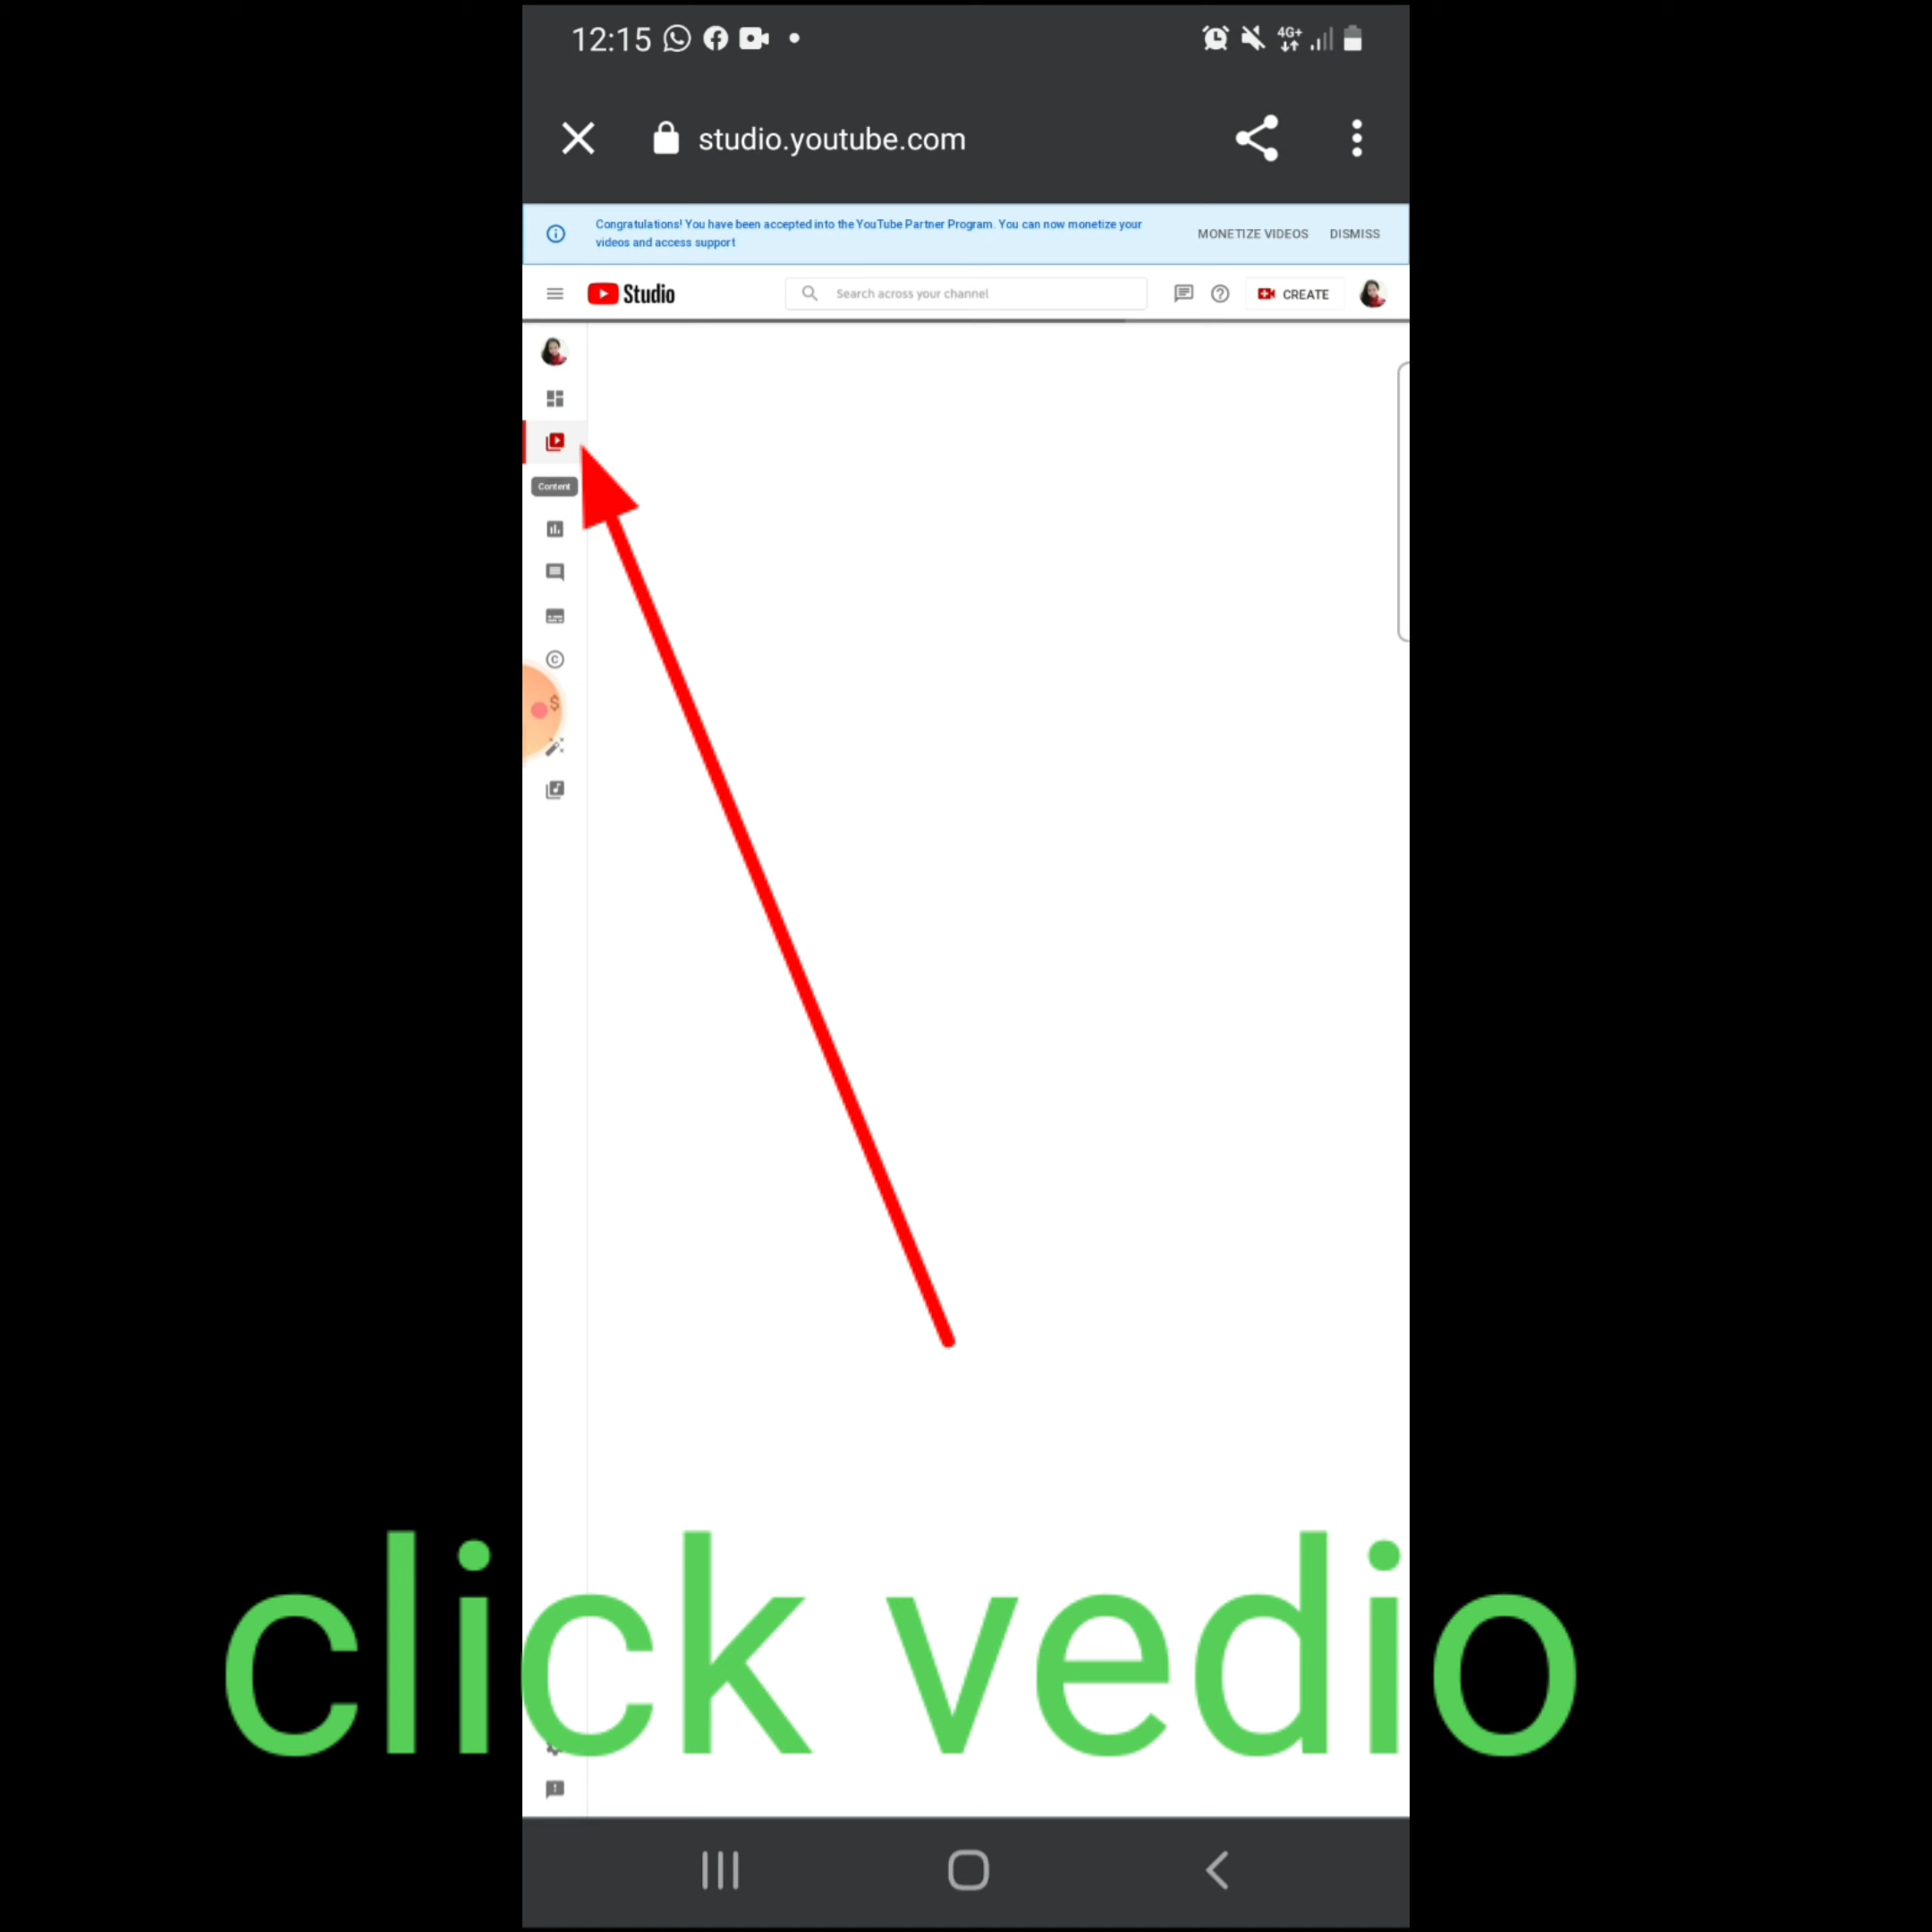 12:15
4G+
studio.youtube.com
Congratulations! You have been accepted into the YouTube Partner Program. You can now monetize your
videos and access support
MONETIZE VIDEOS DISMISS
Studio
Search across your channel
CREATE
Content
click vedio